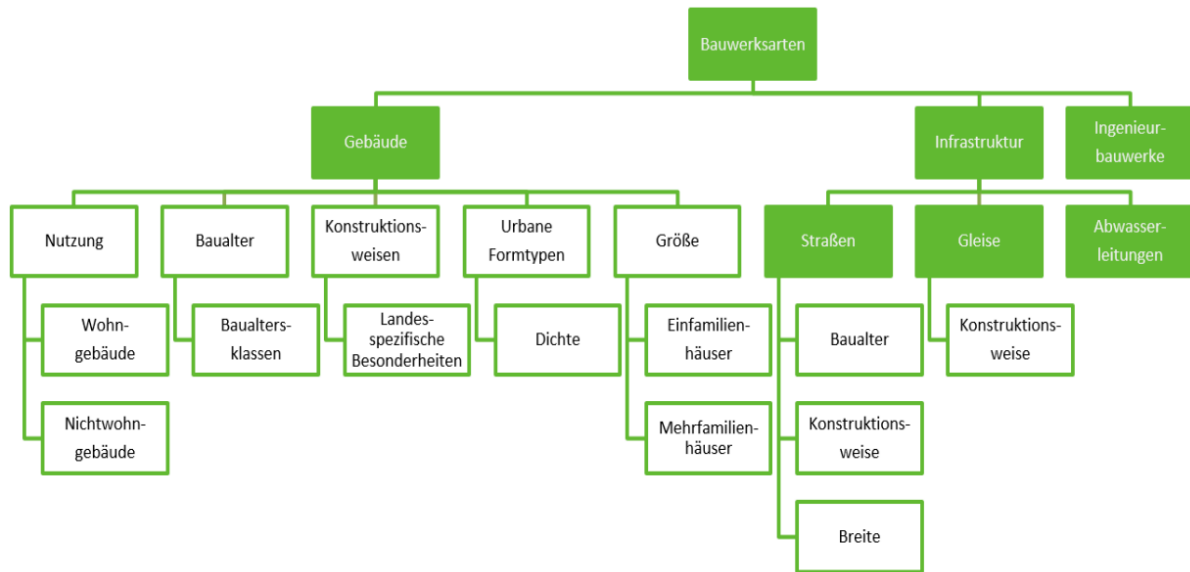 Bauwerksarten
Gebäude
Infrastruktur
Ingenieur-
bauwerke
Nutzung
Baualter
Konstruktions-
weisen
Urbane
Formtypen
Größe
Straßen
Gleise
Abwasser-
leitungen
Wohn-
gebäude
Baualters-
klassen
Landes-
spezifische
Besonderheiten
Dichte
Einfamilien-
häuser
Baualter
Konstruktions-
weise
Nichtwohn-
gebäude
Mehrfamilien-
häuser
Konstruktions-
weise
Breite